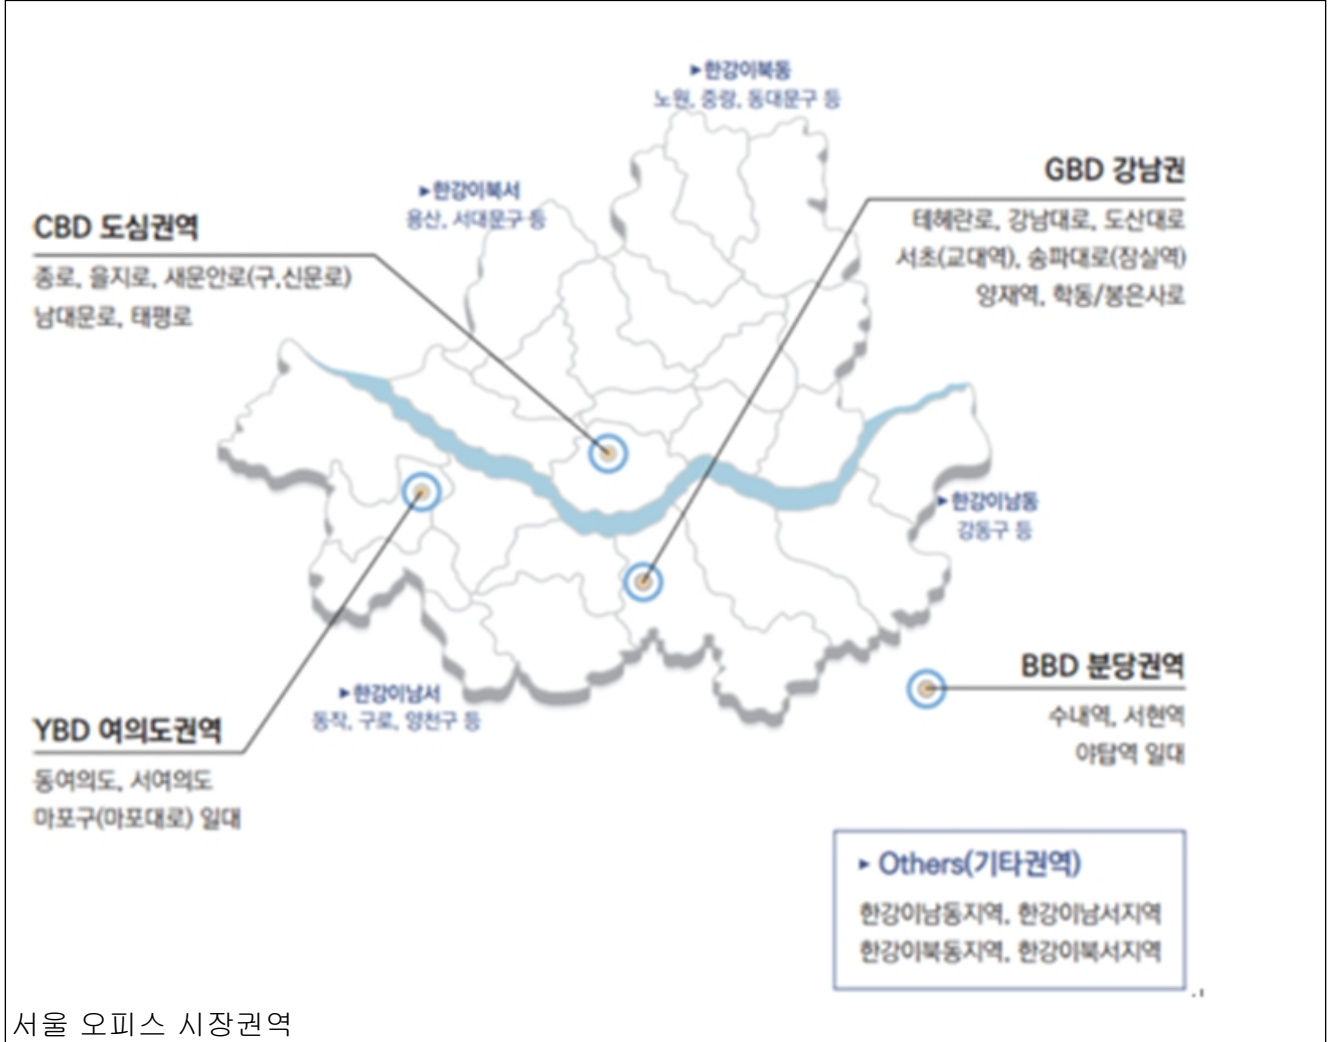 ▶한강이북동
노원, 중랑, 동대문구 등
▶한강이북서
용산, 서대문구 등
CBD 도심권역
종로, 을지로, 새문안로(구,신문로)
남대문로, 태평로
GBD 강남권
테헤란로, 강남대로, 도산대로
서초(교대역), 송파대로(잠실역)
양재역, 학동/봉은사로
▶한강이남동
강동구 등
▶한강이남서
동작, 구로, 양천구 등
YBD 여의도권역
동여의도, 서여의도
마포구(마포대로) 일대
BBD 분당권역
수내역, 서현역
야탑역 일대
▶ Others(기타권역)
한강이남동지역, 한강이남서지역
한강이북동지역, 한강이북서지역
서울 오피스 시장권역